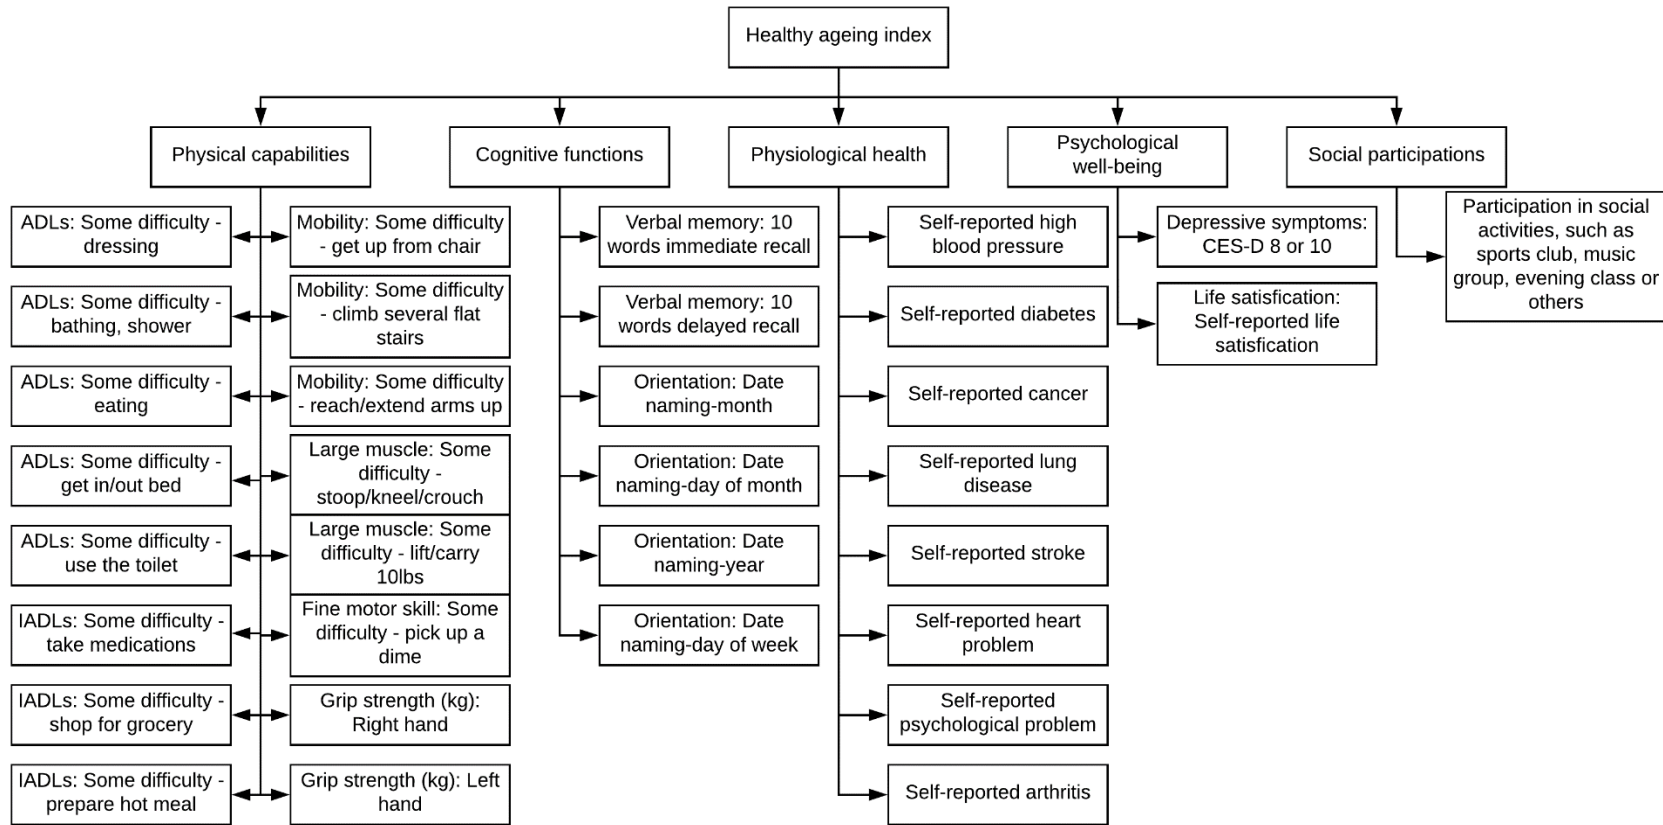 Healthy ageing index
Physical capabilities
Cognitive functions
Physiological health
Psychological
well-being
Social participations
ADLs: Some difficulty -
dressing
ADLs: Some difficulty
- bathing, shower
ADLs: Some difficulty -
eating
ADLs: Some difficulty -
get in/out bed
ADLs: Some difficulty -
use the toilet
IADLs: Some difficulty -
take medications
IADLs: Some difficulty -
shop for grocery
IADLs: Some difficulty -
prepare hot meal
Mobility: Some difficulty
- get up from chair
Mobility: Some difficulty
- climb several flat
stairs
Mobility: Some difficulty
- reach/extend arms up
Large muscle: Some
difficulty -
stoop/kneel/crouch
Large muscle: Some
difficulty - lift/carry
10lbs
Fine motor skill: Some
difficulty - pick up a
dime
Grip strength (kg):
Right hand
Grip strength (kg): Left
hand
Verbal memory: 10
words immediate recall
Verbal memory: 10
words delayed recall
Orientation: Date
naming-month
Orientation: Date
naming-day of month
Orientation: Date
naming-year
Orientation: Date
naming-day of week
Self-reported high
blood pressure
Self-reported diabetes
Self-reported cancer
Self-reported lung
disease
Self-reported stroke
Self-reported heart
problem
Self-reported
psychological problem
Self-reported arthritis
Depressive symptoms:
CES-D 8 or 10
Life satisfaction:
Self-reported life
satisfaction
Participation in social
activities, such as
sports club, music
group, evening class or
others